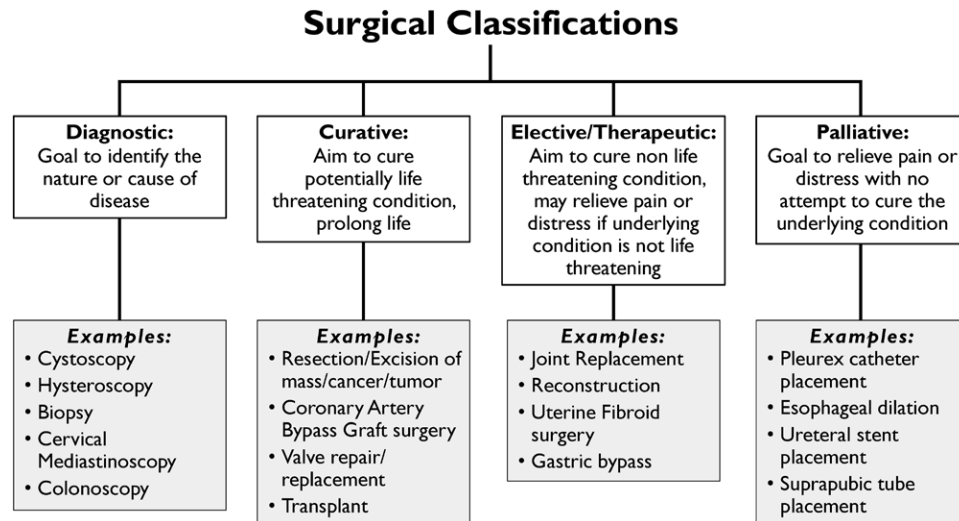 Surgical Classifications
Diagnostic:
Goal to identify the
nature or cause of
disease
Curative:
Aim to cure
potentially life
threatening condition,
prolong life
Elective/Therapeutic:
Aim to cure non life
threatening condition,
may relieve pain or
distress if underlying
condition is not life
threatening
Palliative:
Goal to relieve pain or
distress with no
attempt to cure the
underlying condition
Examples:
• Cystoscopy
• Hysteroscopy
• Biopsy
• Cervical
Mediastinoscopy
• Colonoscopy
Examples:
• Resection/Excision of
mass/cancer/tumor
• Coronary Artery
Bypass Graft surgery
• Valve repair/
replacement
• Transplant
Examples:
• Joint Replacement
• Reconstruction
• Uterine Fibroid
surgery
• Gastric bypass
Examples:
• Pleurex catheter
placement
• Esophageal dilation
• Ureteral stent
placement
• Suprapubic tube
placement